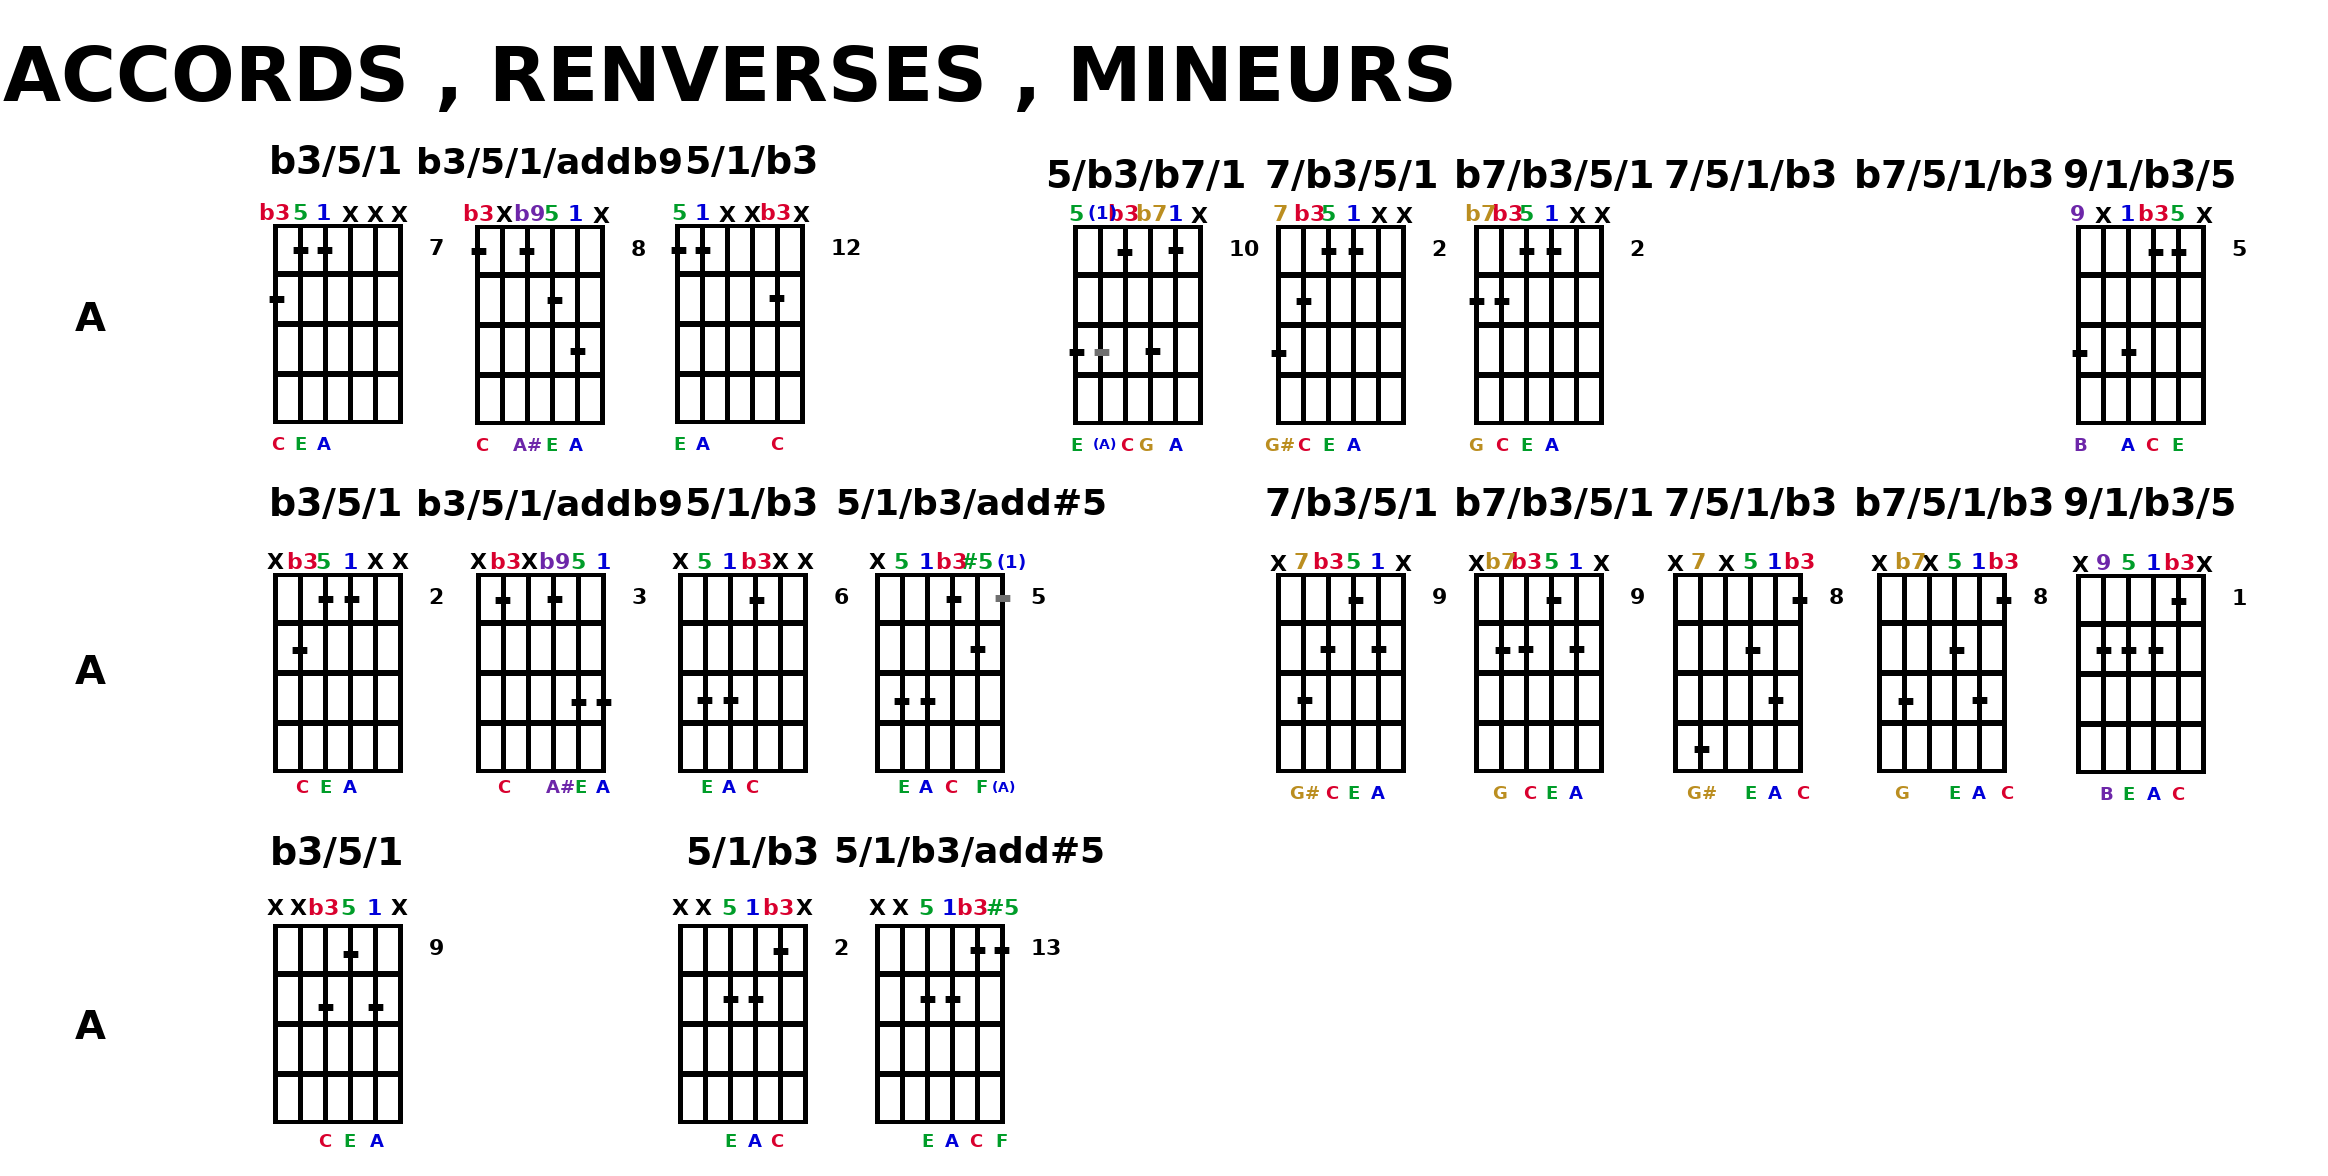 ACCORDS , RENVERSES , MINEURS
b3/5/1 b3/5/1/addb9 5/1/b3 5/b3/b7/1 7/b3/5/1 b7/b3/5/1 7/5/1/b3 b7/5/1/b3 9/1/b3/5
b3 5 1 X X X b3 X b9 5 1 X 5 1 X X b3 X 5 (1) b3 b7 1 X 7 b3 5 1 X X b7 b3 5 1 X X 9 X 1 b3 5 X
7 8 12 10 2 2 5
A
C E A C A# E A E A C E (A) C G A G# C E A G C E A B A C E
b3/5/1 b3/5/1/addb9 5/1/b3 5/1/b3/add#5 7/b3/5/1 b7/b3/5/1 7/5/1/b3 b7/5/1/b3 9/1/b3/5
X b3 5 1 X X X b3 X b9 5 1 X 5 1 b3 X X X 5 1 b3 #5 (1) X 7 b3 5 1 X X b7 b3 5 1 X X 7 X 5 1 b3 X b7 X 5 1 b3 X 9 5 1 b3 X
2 3 6 5 9 9 8 8 1
A
C E A C A# E A E A C E A C F (A) G# C E A G C E A G# E A C G E A C B E A C
b3/5/1 5/1/b3 5/1/b3/add#5
X X b3 5 1 X X X 5 1 b3 X X X 5 1 b3 #5
9 2 13
A
C E A E A C E A C F